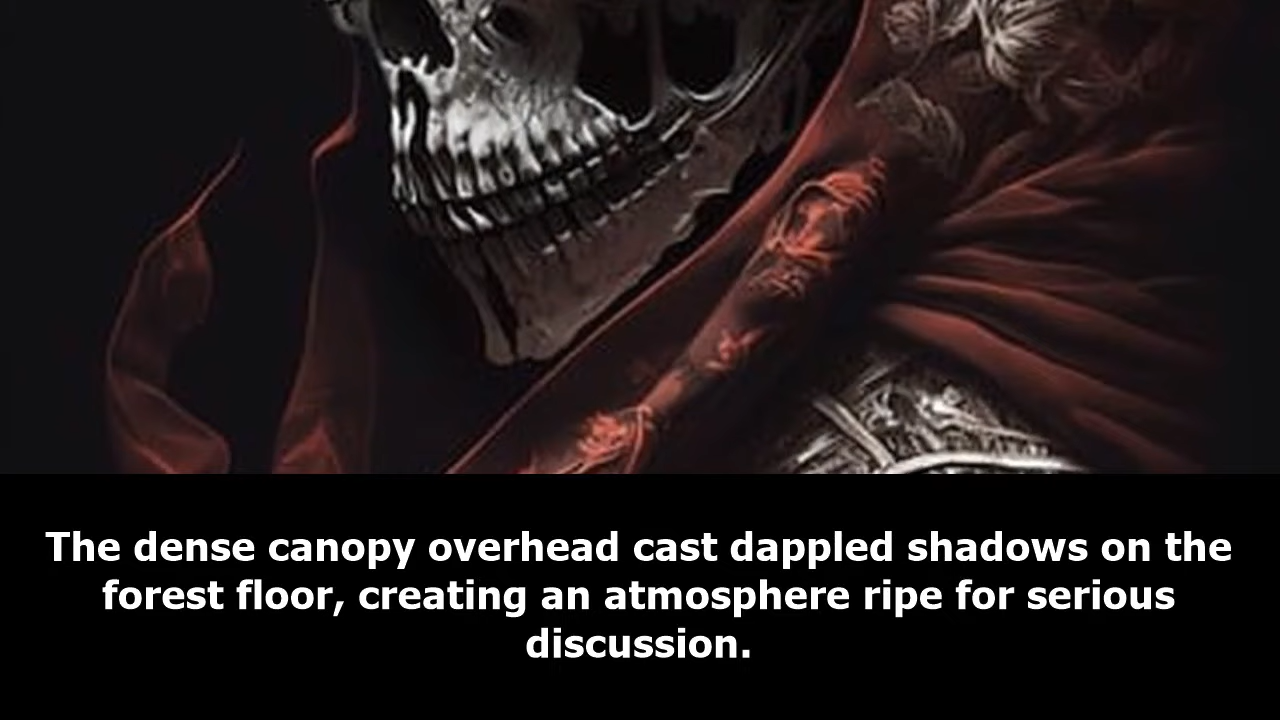 The dense canopy overhead cast dappled shadows on the
forest floor, creating an atmosphere ripe for serious
discussion.